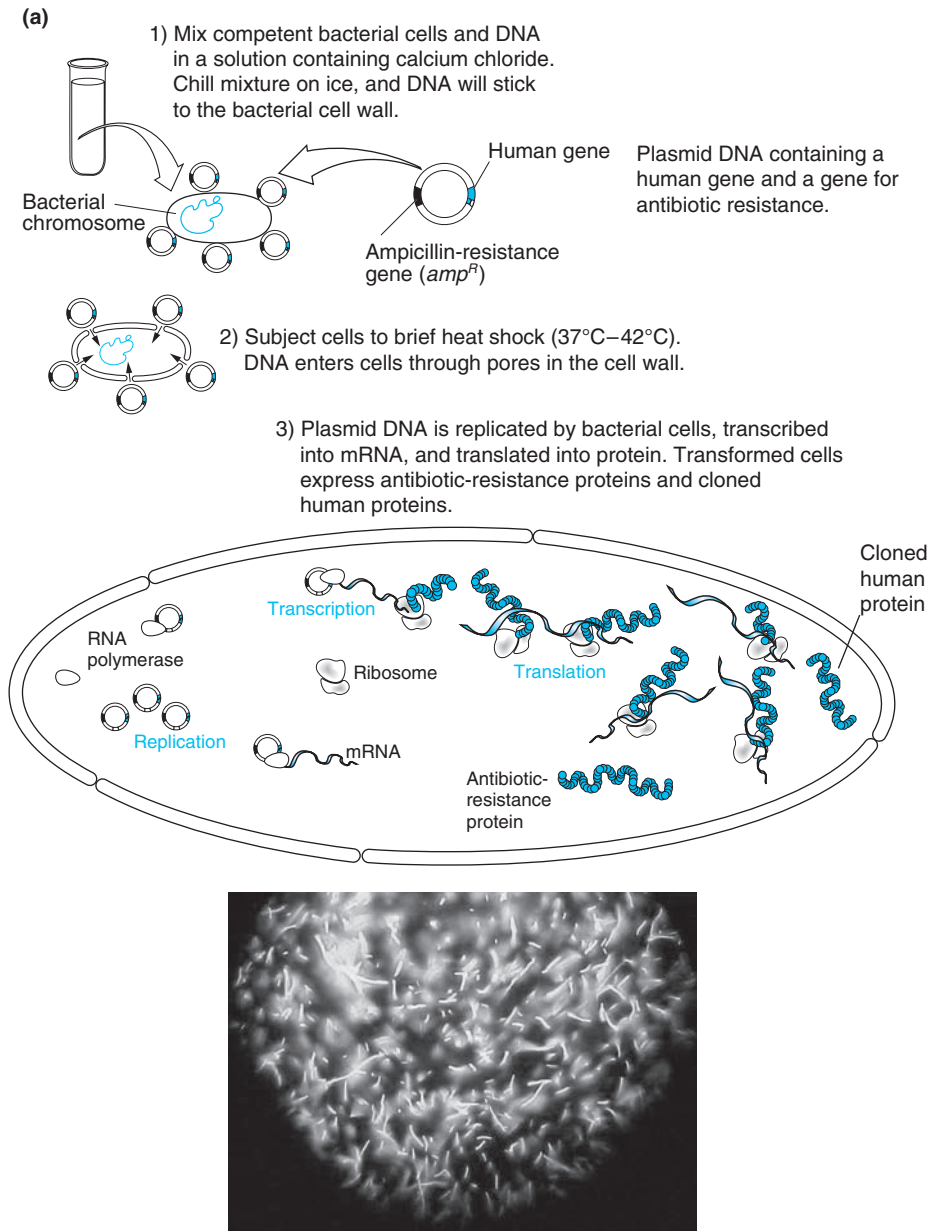 (a)
1) Mix competent bacterial cells and DNA
in a solution containing calcium chloride.
Chill mixture on ice, and DNA will stick
to the bacterial cell wall.
Human gene
Plasmid DNA containing a
human gene and a gene for
antibiotic resistance.
Bacterial
chromosome
Ampicillin-resistance
gene (ampR)
2) Subject cells to brief heat shock (37°C–42°C).
DNA enters cells through pores in the cell wall.
3) Plasmid DNA is replicated by bacterial cells, transcribed
into mRNA, and translated into protein. Transformed cells
express antibiotic-resistance proteins and cloned
human proteins.
Cloned
human
protein
Transcription
RNA
polymerase
Ribosome
Translation
Replication
mRNA
Antibiotic-
resistance
protein